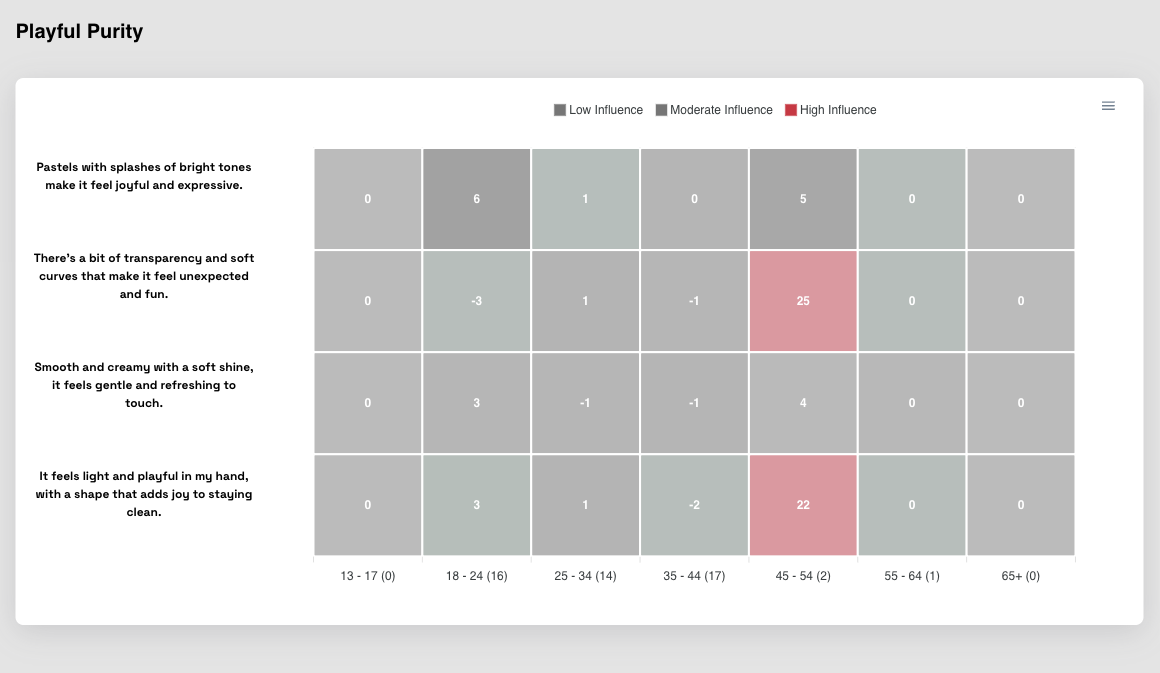 Playful Purity
Low Influence Moderate Influence High Influence
Pastels with splashes of bright tones
make it feel joyful and expressive.
0 6 1 0 5 0 0
There's a bit of transparency and soft
curves that make it feel unexpected
and fun.
0 -3 1 -1 25 0 0
Smooth and creamy with a soft shine,
it feels gentle and refreshing to
touch.
0 3 -1 -1 4 0 0
It feels light and playful in my hand,
with a shape that adds joy to staying
clean.
0 3 1 -2 22 0 0
13 - 17 (0) 18 - 24 (16) 25 - 34 (14) 35 - 44 (17) 45 - 54 (2) 55 - 64 (1) 65+ (0)